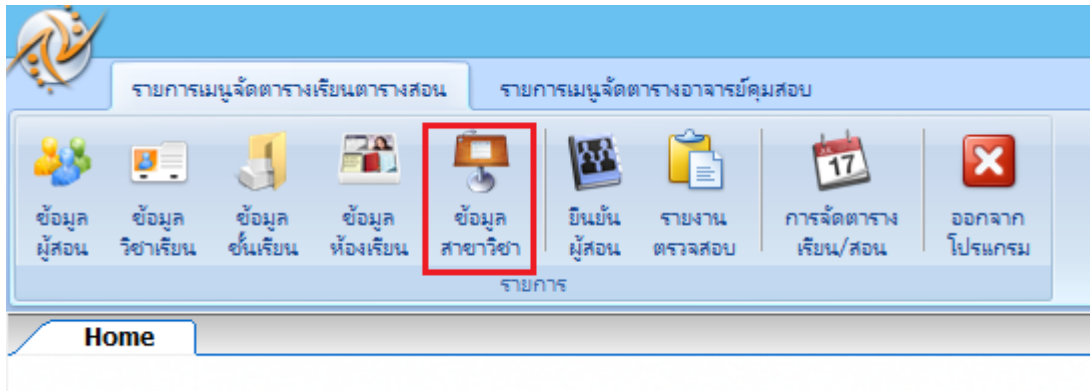 รายการเมนูจัดตารางเรียนตารางสอน รายการเมนูจัดตารางอาจารย์คุมสอบ
ข้อมูล ข้อมูล ข้อมูล ข้อมูล ข้อมูล ยืนยัน รายงาน การจัดตาราง ออกจาก
ผู้สอน วิชาเรียน ชั้นเรียน ห้องเรียน สาขาวิชา ผู้สอน ตรวจสอบ เรียน/สอน โปรแกรม
รายการ
Home
17